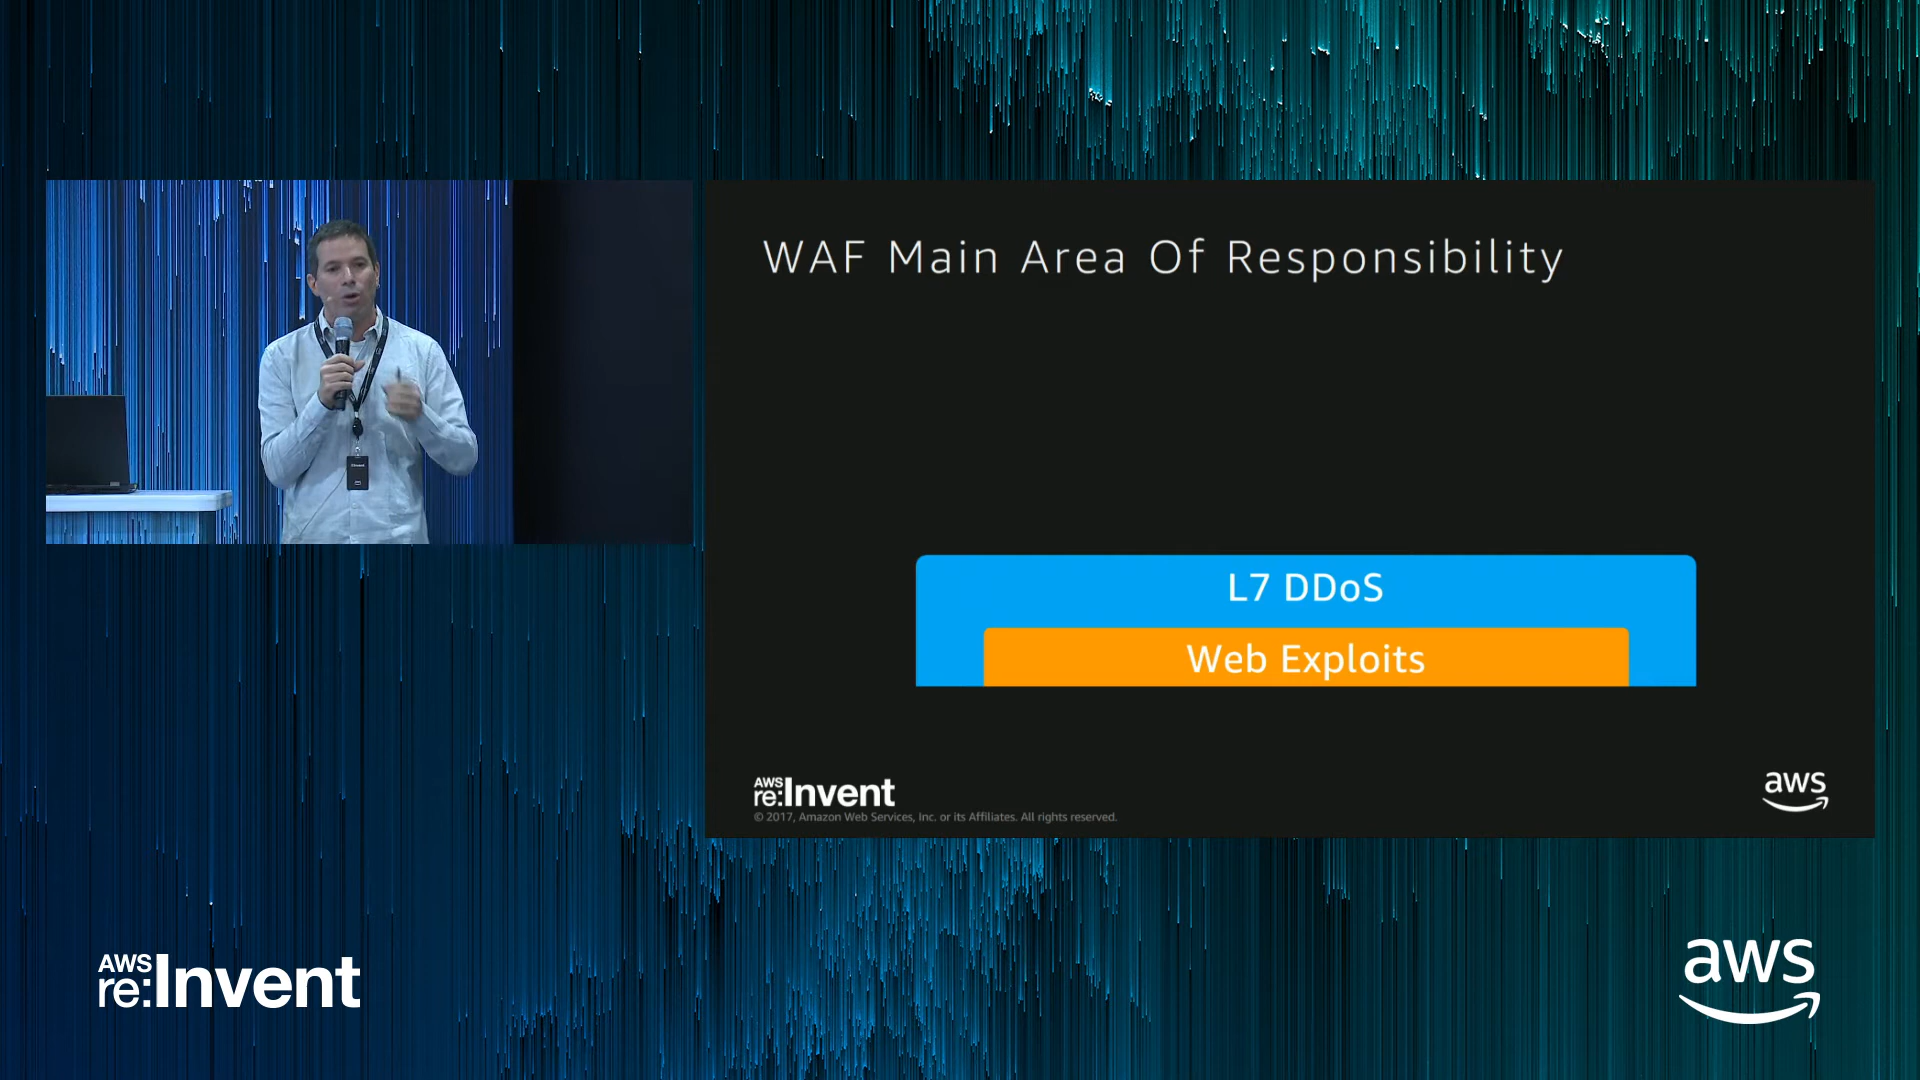 WAF Main Area Of Responsibility
L7 DDoS
Web Exploits
AWS
re:Invent
© 2017, Amazon Web Services, Inc. or its Affiliates. All rights reserved.
aws
AWS
re:Invent
aws